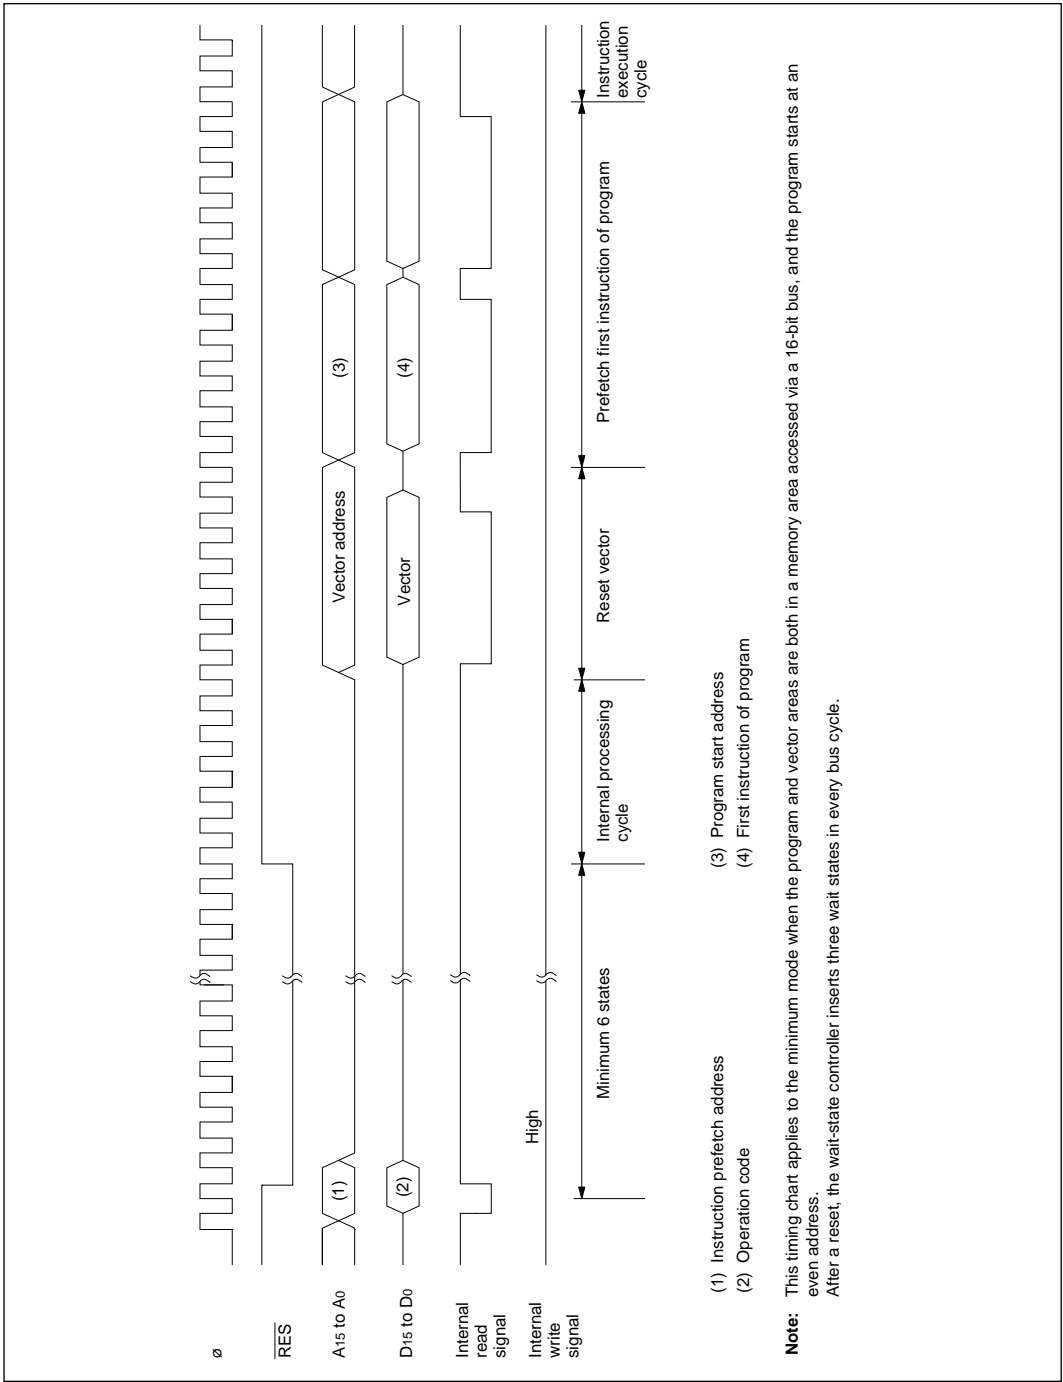 ø
RES
A15 to A0
D15 to D0
Internal
read
signal
Internal
write
signal
(1)
(2)
High
Vector address
Vector
(3)
(4)
Minimum 6 states
Internal processing
cycle
Reset vector
Prefetch first instruction of program
Instruction
execution
cycle
(1) Instruction prefetch address
(2) Operation code
(3) Program start address
(4) First instruction of program
Note: This timing chart applies to the minimum mode when the program and vector areas are both in a memory area accessed via a 16-bit bus, and the program starts at an
even address.
After a reset, the wait-state controller inserts three wait states in every bus cycle.